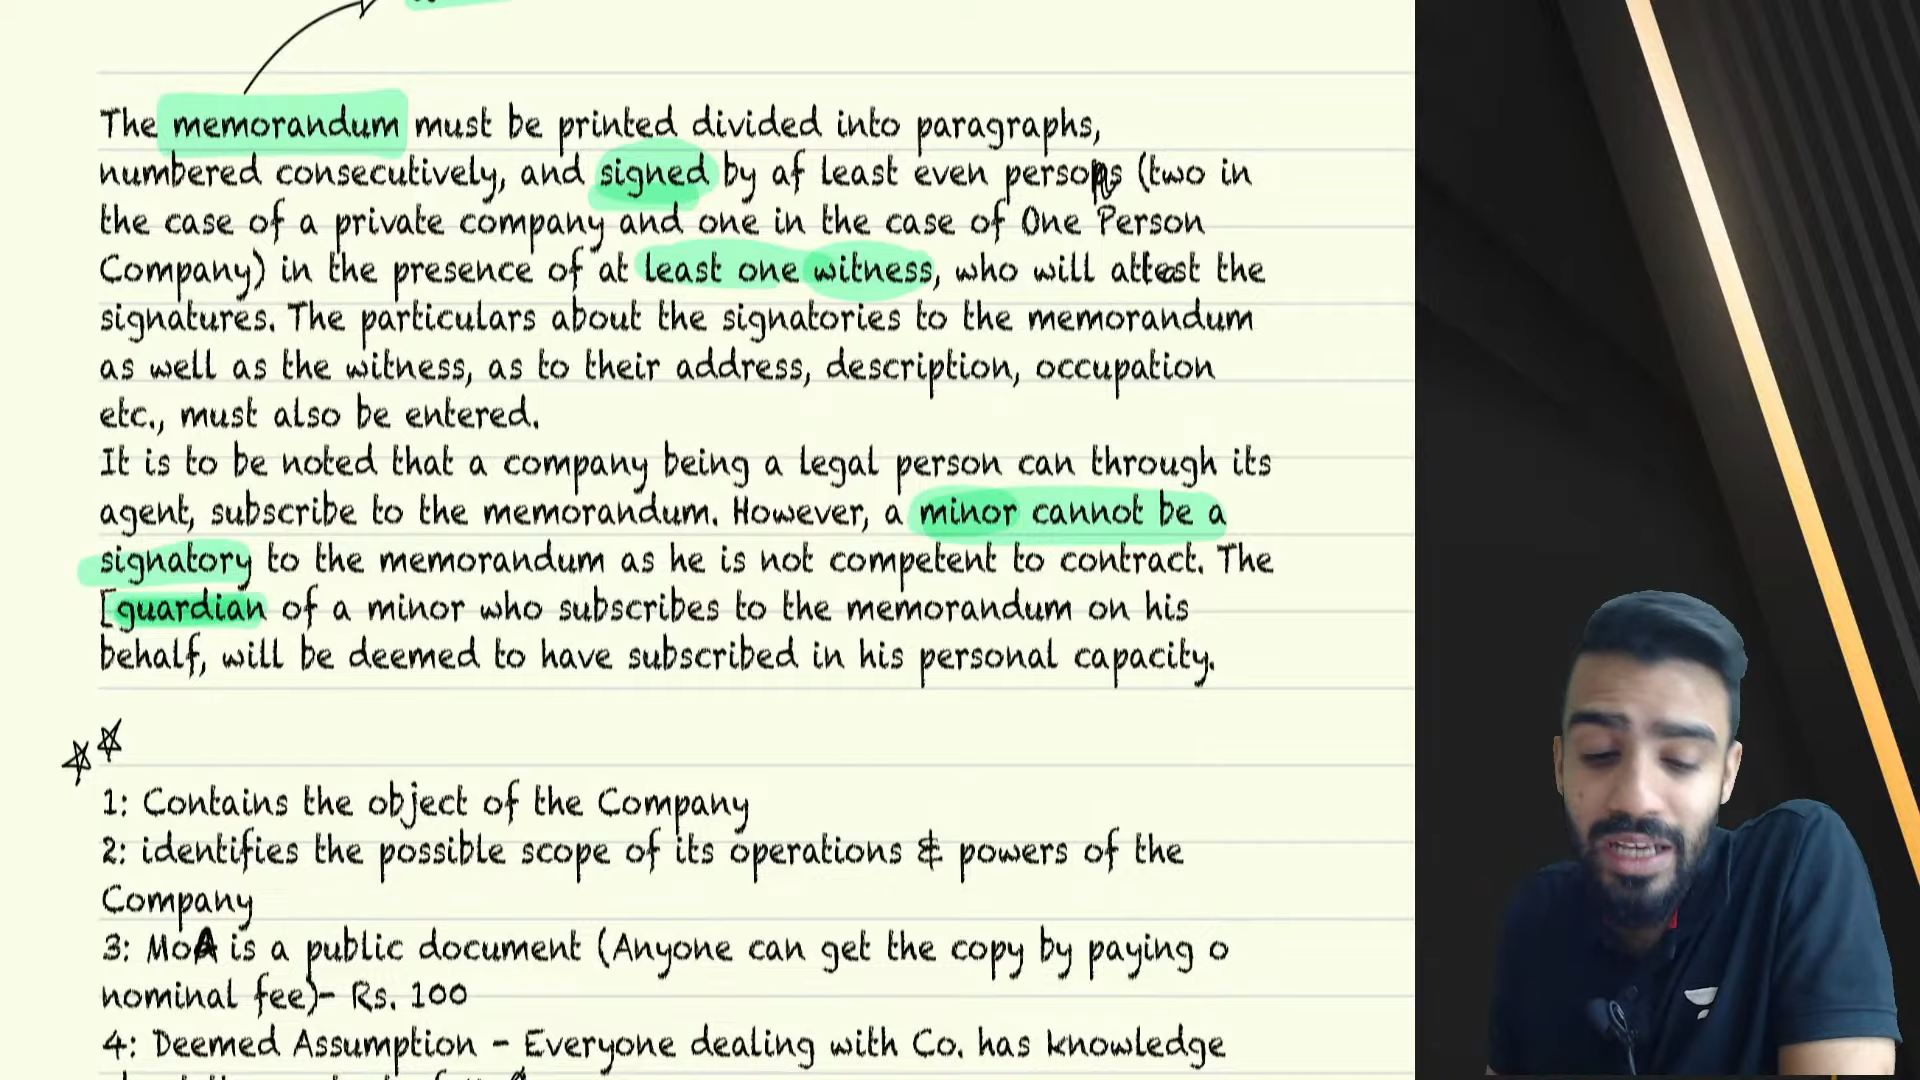 The memorandum must be printed divided into paragraphs,
numbered consecutively, and signed by af least even persons (two in
the case of a private company and one in the case of One Person
Company) in the presence of at least one witness, who will attest the
signatures. The particulars about the signatories to the memorandum
as well as the witness, as to their address, description, occupation
etc., must also be entered.
It is to be noted that a company being a legal person can through its
agent, subscribe to the memorandum. However, a minor cannot be a
signatory to the memorandum as he is not competent to contract. The
[guardian of a minor who subscribes to the memorandum on his
behalf, will be deemed to have subscribed in his personal capacity.
1: Contains the object of the Company
2: identifies the possible scope of its operations & powers of the
Company
3: MoA is a public document (Anyone can get the copy by paying o
nominal fee)- Rs. 100
4: Deemed Assumption - Everyone dealing with Co. has knowledge